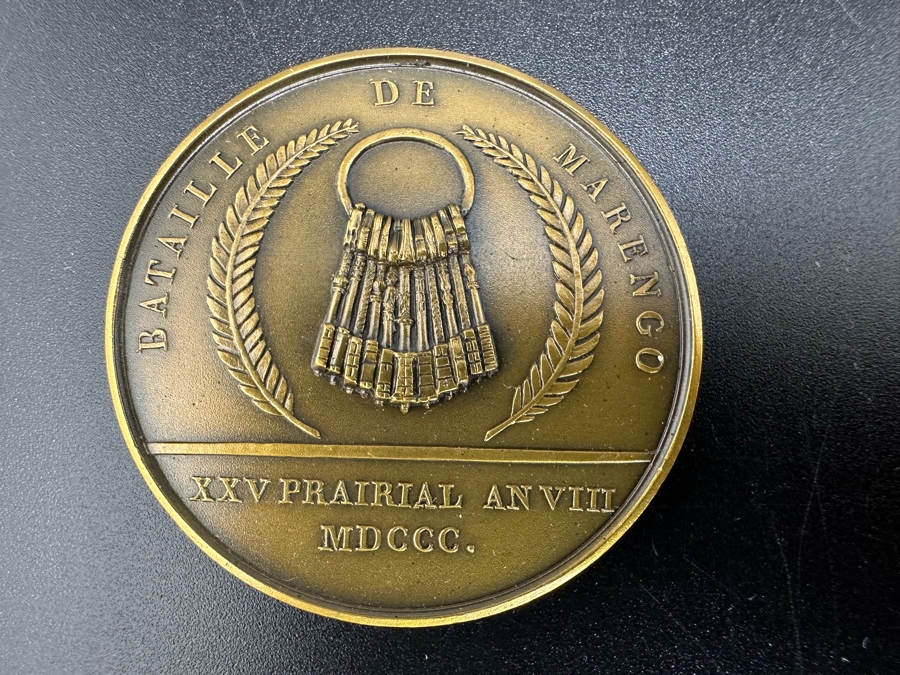 BATAILLE DE MARENGO
XXV PRAIRIAL AN VIII
MDCCC.